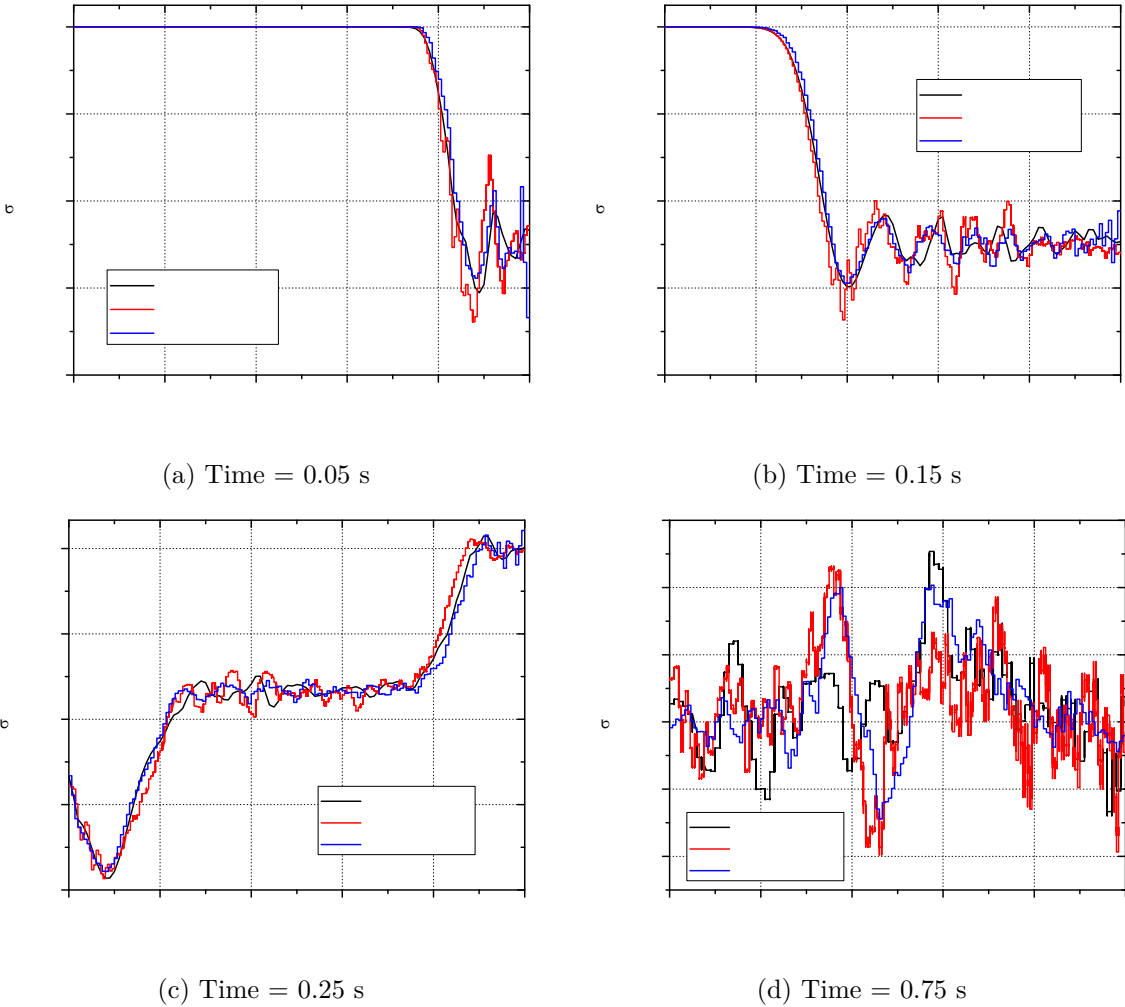 σ
σ
(a) Time = 0.05 s
(b) Time = 0.15 s
σ
σ
(c) Time = 0.25 s
(d) Time = 0.75 s